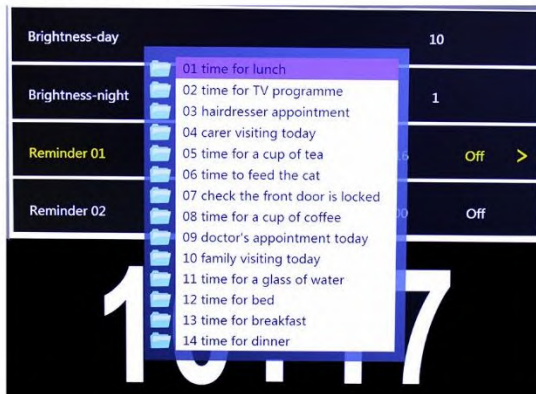 Brightness-day 10
Brightness-night 1
Reminder 01 Off >
Reminder 02 Off
01 time for lunch
02 time for TV programme
03 hairdresser appointment
04 carer visiting today
05 time for a cup of tea
06 time to feed the cat
07 check the front door is locked
08 time for a cup of coffee
09 doctor's appointment today
10 family visiting today
11 time for a glass of water
12 time for bed
13 time for breakfast
14 time for dinner